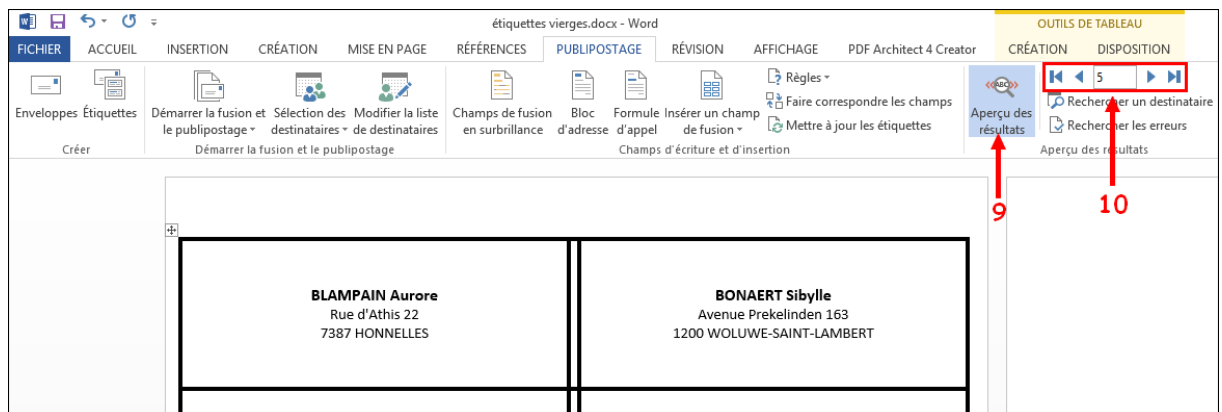 étiquettes vierges.docx - Word
OUTILS DE TABLEAU
FICHIER ACCUEIL INSERTION CRÉATION MISE EN PAGE RÉFÉRENCES PUBLIPOSTAGE RÉVISION AFFICHAGE PDF Architect 4 Creator CRÉATION DISPOSITION
Enveloppes Étiquettes
Créer
Démarrer la fusion et Sélection des Modifier la liste
le publipostage destinataires de destinataires
Démarrer la fusion et le publipostage
Champs de fusion Bloc Formule Insérer un champ
en surbrillance d'adresse d'appel de fusion
Règles
Faire correspondre les champs
Mettre à jour les étiquettes
Champs d'écriture et d'insertion
ABC
Aperçu des
résultats
5
Rechercher un destinataire
Rechercher les erreurs
Aperçu des résultats
9
10
BLAMPAIN Aurore
Rue d'Athis 22
7387 HONNELLES
BONAERT Sibylle
Avenue Prekelinden 163
1200 WOLUWE-SAINT-LAMBERT